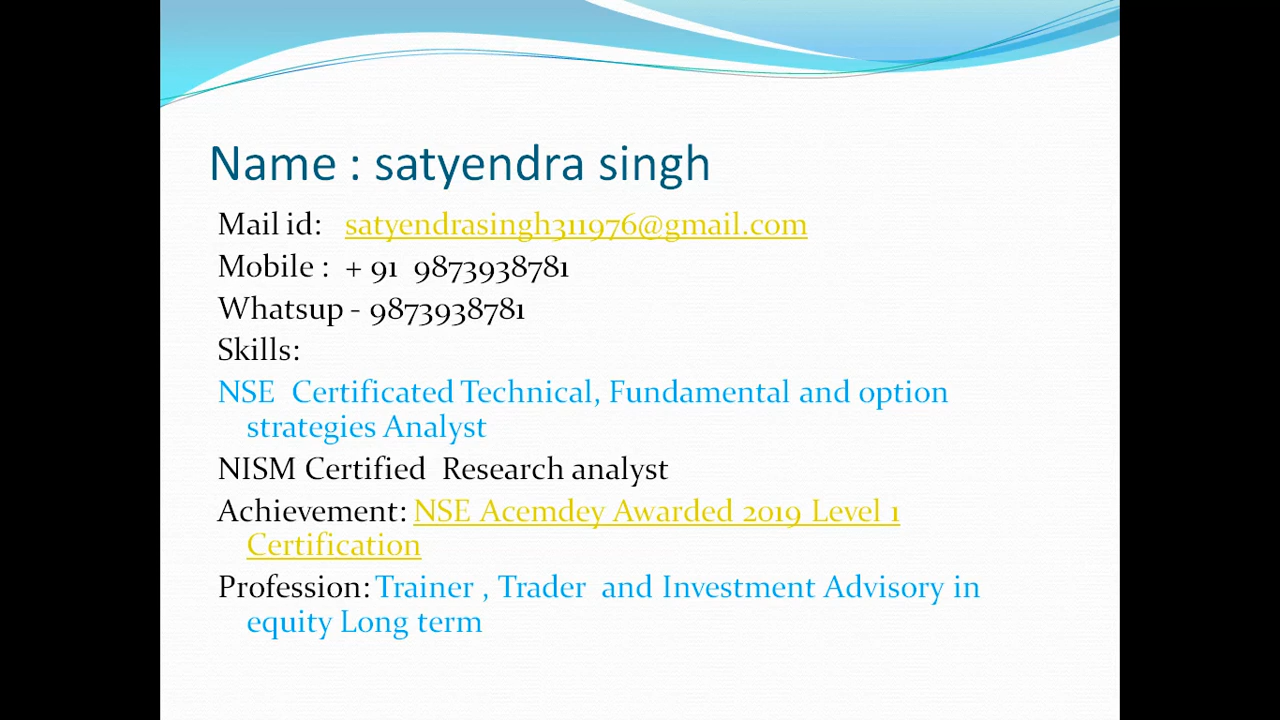 Name : satyendra singh
Mail id: satyendrasingh311976@gmail.com
Mobile : + 91 9873938781
Whatsup - 9873938781
Skills:
NSE Certificated Technical, Fundamental and option
strategies Analyst
NISM Certified Research analyst
Achievement: NSE Acemdey Awarded 2019 Level 1
Certification
Profession: Trainer , Trader and Investment Advisory in
equity Long term